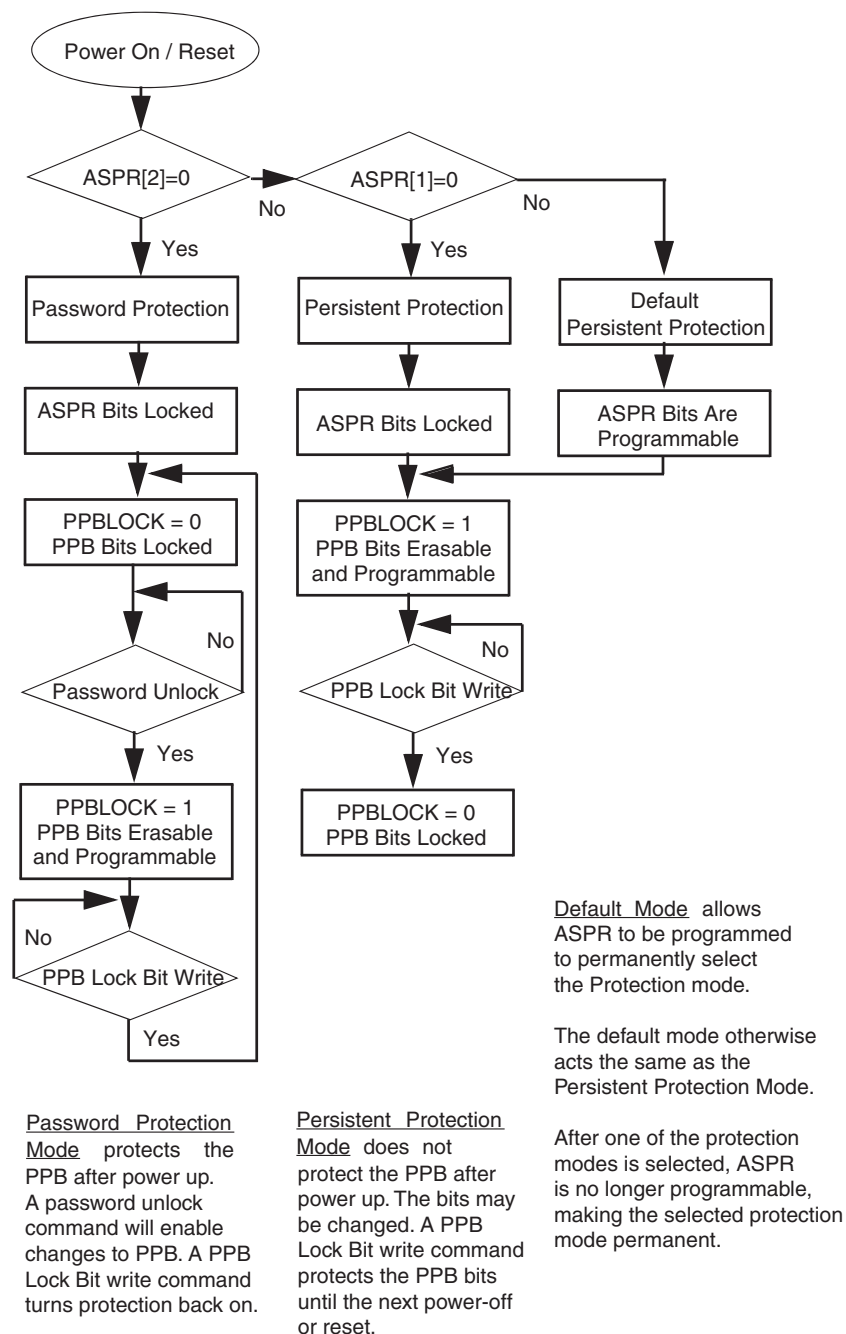 Power On / Reset
ASPR[2]=0
No
ASPR[1]=0
No
Yes
Yes
Password Protection
Persistent Protection
Default
Persistent Protection
ASPR Bits Locked
ASPR Bits Locked
ASPR Bits Are
Programmable
PPBLOCK = 0
PPB Bits Locked
PPBLOCK = 1
PPB Bits Erasable
and Programmable
No
Password Unlock
No
PPB Lock Bit Write
Yes
Yes
PPBLOCK = 1
PPB Bits Erasable
and Programmable
PPBLOCK = 0
PPB Bits Locked
No
PPB Lock Bit Write
Yes
Default Mode allows
ASPR to be programmed
to permanently select
the Protection mode.
The default mode otherwise
acts the same as the
Persistent Protection Mode.
After one of the protection
modes is selected, ASPR
is no longer programmable,
making the selected protection
mode permanent.
Password Protection
Mode protects the
PPB after power up.
A password unlock
command will enable
changes to PPB. A PPB
Lock Bit write command
turns protection back on.
Persistent Protection
Mode does not
protect the PPB after
power up. The bits may
be changed. A PPB
Lock Bit write command
protects the PPB bits
until the next power-off
or reset.